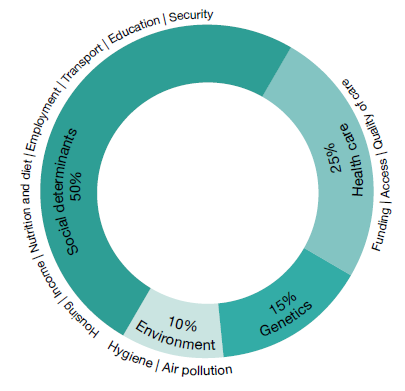 Housing | Income | Nutrition and diet | Employment | Transport | Education | Security
Social determinants
50%
Funding | Access | Quality of care
25%
Health care
15%
Genetics
10%
Environment
Hygiene | Air pollution